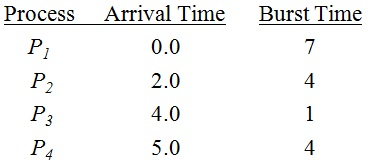 Process Arrival Time Burst Time
P1 0.0 7
P2 2.0 4
P3 4.0 1
P4 5.0 4